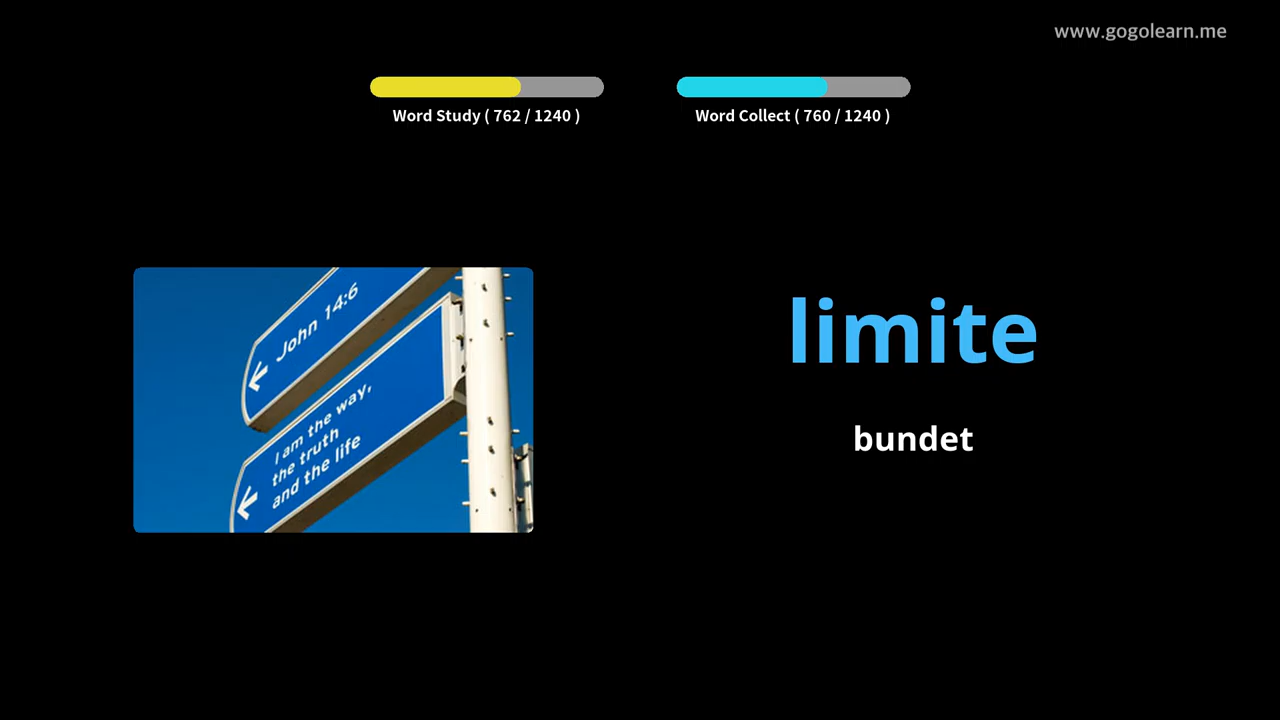 www.gogolearn.me
Word Study ( 762 / 1240 )
Word Collect ( 760 / 1240 )
John 14:6
I am the way,
the truth
and the life
limite
bundet